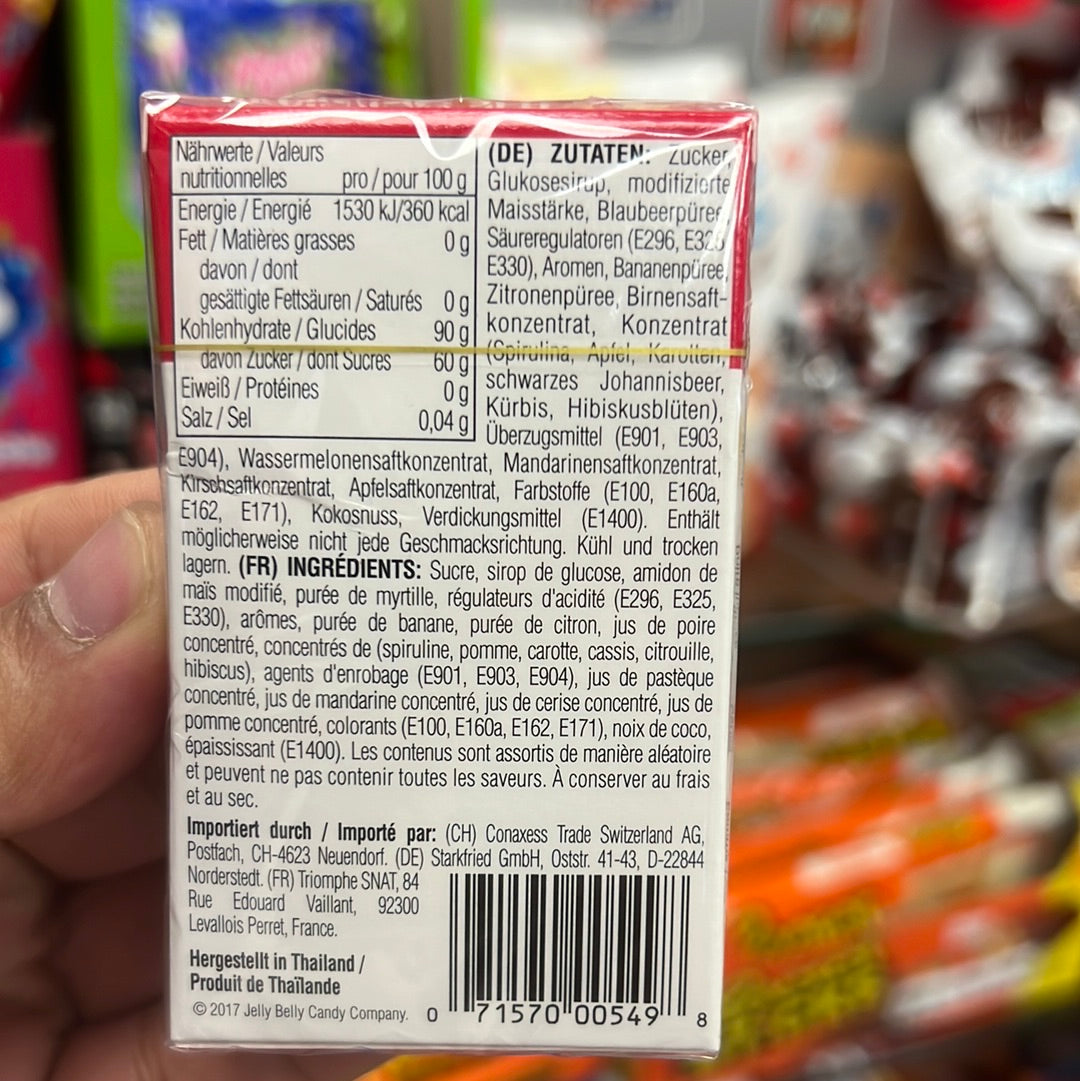 Nährwerte / Valeurs
nutritionnelles pro / pour 100 g
Energie / Energié 1530 kJ/360 kcal
Fett / Matières grasses 0 g
davon / dont
gesättigte Fettsäuren / Saturés 0 g
Kohlenhydrate / Glucides 90 g
davon Zucker / dont Sucres 60 g
Eiweiß / Protéines 0 g
Salz / Sel 0,04 g
(DE) ZUTATEN: Zucker,
Glukosesirup, modifizierte
Maisstärke, Blaubeerpüree,
Säureregulatoren (E296, E325,
E330), Aromen, Bananenpüree,
Zitronenpüree, Birnensaft-
konzentrat, Konzentrat
(Spirulina, Apfel, Karotten,
schwarzes Johannisbeer,
Kürbis, Hibiskusblüten),
Überzugsmittel (E901, E903,
E904), Wassermelonensaftkonzentrat, Mandarinensaftkonzentrat,
Kirschsaftkonzentrat, Apfelsaftkonzentrat, Farbstoffe (E100, E160a,
E162, E171), Kokosnuss, Verdickungsmittel (E1400). Enthält
möglicherweise nicht jede Geschmacksrichtung. Kühl und trocken
lagern. (FR) INGRÉDIENTS: Sucre, sirop de glucose, amidon de
maïs modifié, purée de myrtille, régulateurs d'acidité (E296, E325,
E330), arômes, purée de banane, purée de citron, jus de poire
concentré, concentrés de (spiruline, pomme, carotte, cassis, citrouille,
hibiscus), agents d'enrobage (E901, E903, E904), jus de pastèque
concentré, jus de mandarine concentré, jus de cerise concentré, jus de
pomme concentré, colorants (E100, E160a, E162, E171), noix de coco,
épaississant (E1400). Les contenus sont assortis de manière aléatoire
et peuvent ne pas contenir toutes les saveurs. À conserver au frais
et au sec.
Importiert durch / Importé par: (CH) Conaxess Trade Switzerland AG,
Postfach, CH-4623 Neuendorf. (DE) Starkfried GmbH, Oststr. 41-43, D-22844
Norderstedt. (FR) Triomphe SNAT, 84
Rue Edouard Vaillant, 92300
Levallois Perret, France.
Hergestellt in Thailand /
Produit de Thaïlande
© 2017 Jelly Belly Candy Company.
0 71570 00549 8